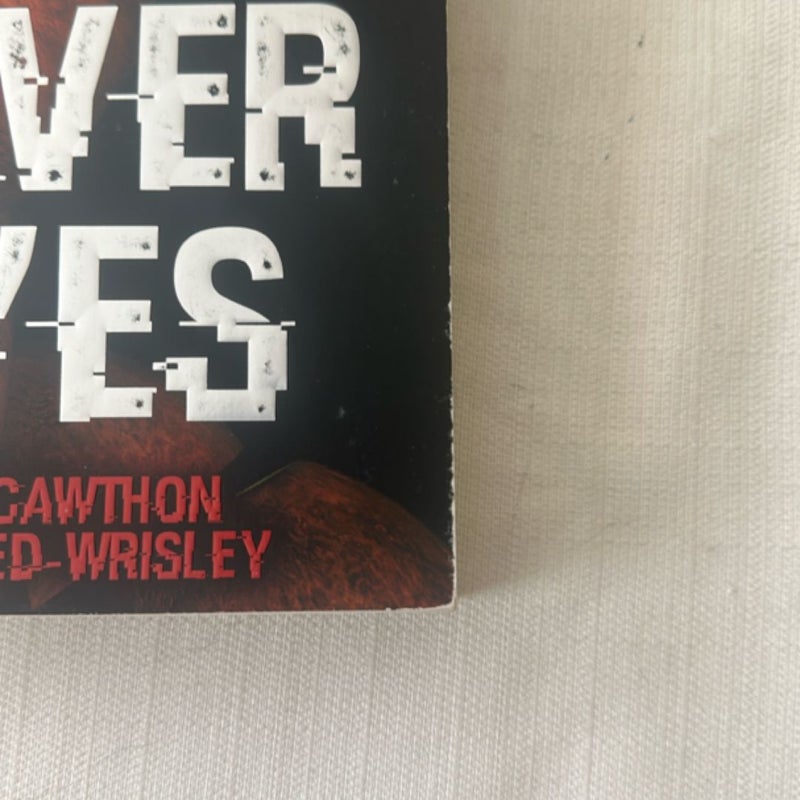 VER
YES
CAWTHON
ED-WRISLEY